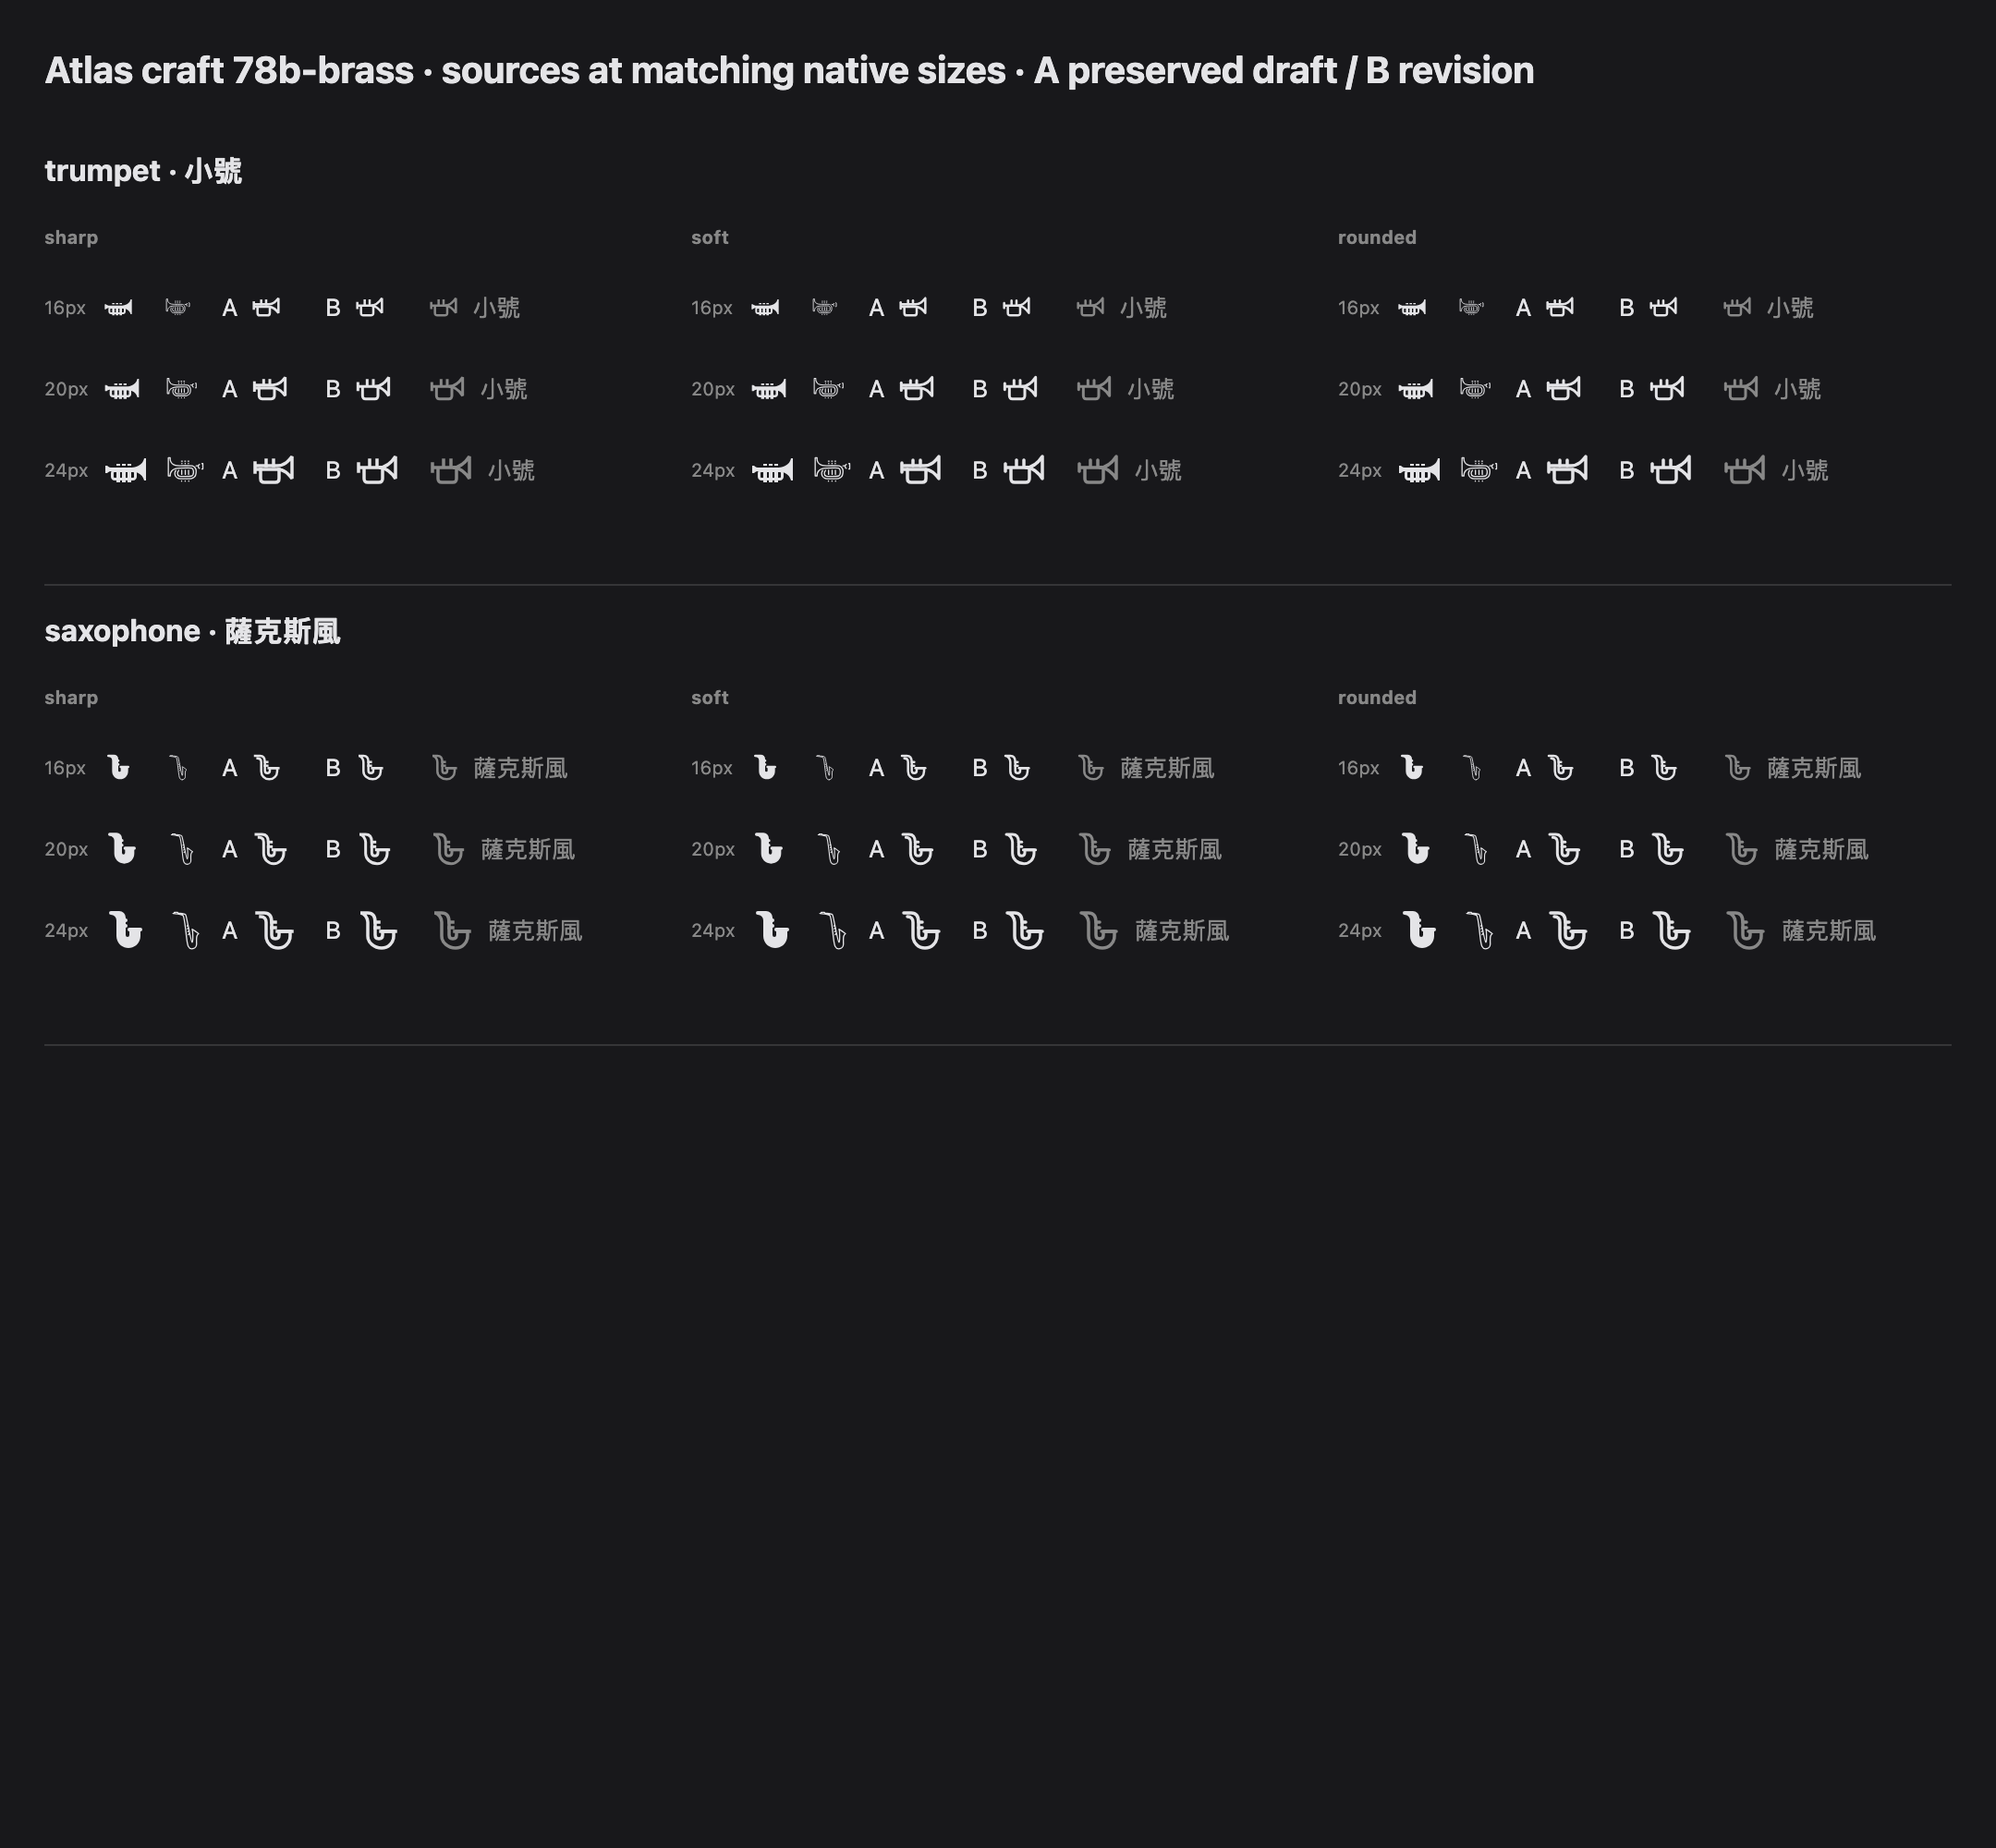 Atlas craft 78b-brass · sources at matching native sizes · A preserved draft / B revision
trumpet · 小號
sharp soft rounded
16px A B 小號 16px A B 小號 16px A B 小號
20px A B 小號 20px A B 小號 20px A B 小號
24px A B 小號 24px A B 小號 24px A B 小號
saxophone · 薩克斯風
sharp soft rounded
16px A B 薩克斯風 16px A B 薩克斯風 16px A B 薩克斯風
20px A B 薩克斯風 20px A B 薩克斯風 20px A B 薩克斯風
24px A B 薩克斯風 24px A B 薩克斯風 24px A B 薩克斯風